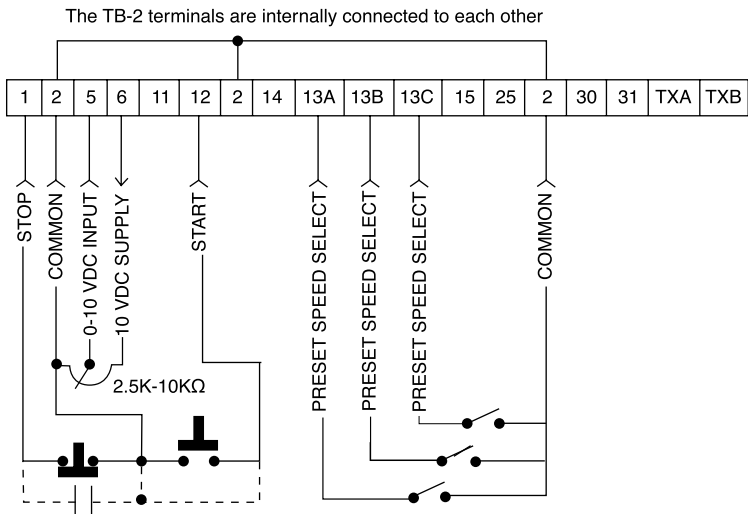 The TB-2 terminals are internally connected to each other
1 2 5 6 11 12 2 14 13A 13B 13C 15 25 2 30 31 TXA TXB
STOP
COMMON
0-10 VDC INPUT
10 VDC SUPPLY
START
PRESET SPEED SELECT
PRESET SPEED SELECT
PRESET SPEED SELECT
COMMON
2.5K-10KΩ